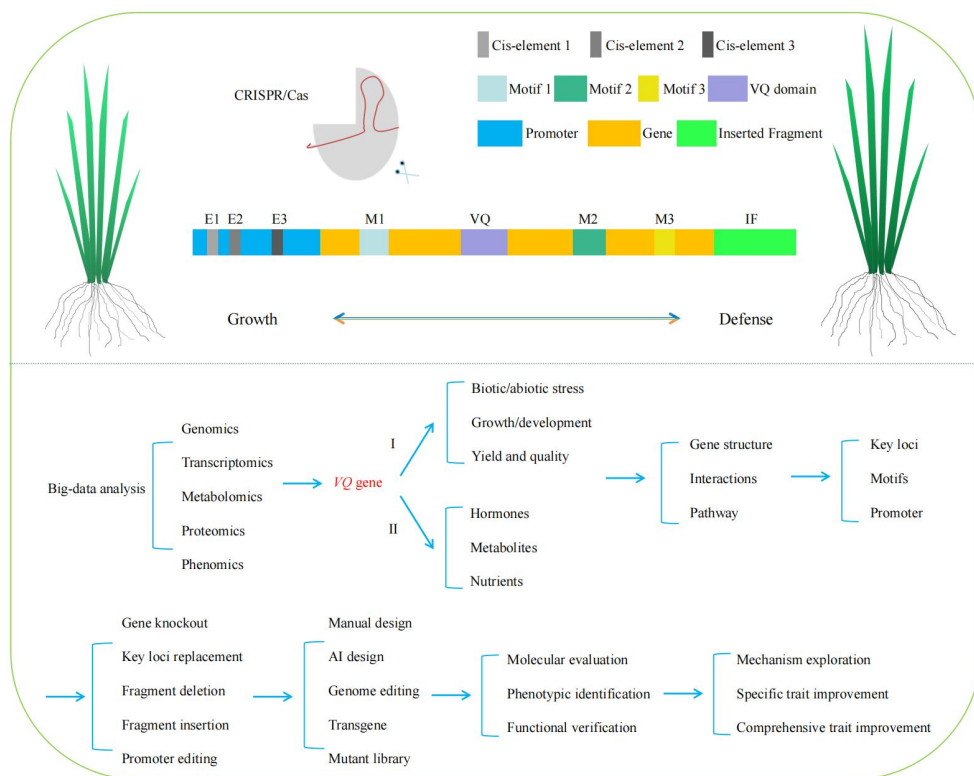 Cis-element 1
Cis-element 2
Cis-element 3
CRISPR/Cas
Motif 1
Motif 2
Motif 3
VQ domain
Promoter
Gene
Inserted Fragment
E1
E2
E3
M1
VQ
M2
M3
IF
Growth
Defense
Big-data analysis
Genomics
Transcriptomics
Metabolomics
Proteomics
Phenomics
VQ gene
I
II
Biotic/abiotic stress
Growth/development
Yield and quality
Hormones
Metabolites
Nutrients
Gene structure
Interactions
Pathway
Key loci
Motifs
Promoter
Gene knockout
Key loci replacement
Fragment deletion
Fragment insertion
Promoter editing
Manual design
AI design
Genome editing
Transgene
Mutant library
Molecular evaluation
Phenotypic identification
Functional verification
Mechanism exploration
Specific trait improvement
Comprehensive trait improvement